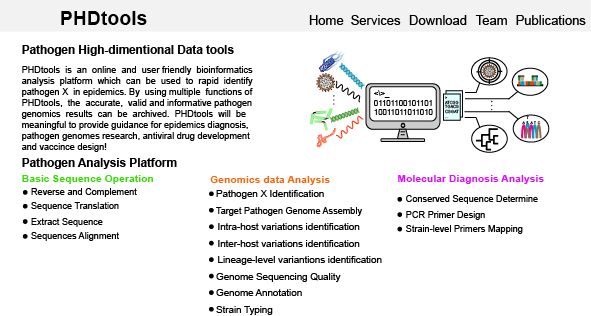 PHDtools
Home Services Download Team Publications
Pathogen High-dimentional Data tools
PHDtools is an online and user friendly bioinformatics
analysis platform which can be used to rapid identify
pathogen X in epidemics. By using multiple functions of
PHDtools, the accurate, valid and informative pathogen
genomics results can be archived. PHDtools will be
meaningful to provide guidance for epidemics diagnosis,
pathogen genomes research, antiviral drug development
and vaccince design!
<\>
01101100101101
10011011011010
Pathogen Analysis Platform
Basic Sequence Operation
● Reverse and Complement
● Sequence Translation
● Extract Sequence
● Sequences Alignment
Genomics data Analysis
● Pathogen X Identification
● Target Pathogen Genome Assembly
● Intra-host variations identification
● Inter-host variations identification
● Lineage-level variantions identification
● Genome Sequencing Quality
● Genome Annotation
● Strain Typing
Molecular Diagnosis Analysis
● Conserved Sequence Determine
● PCR Primer Design
● Strain-level Primers Mapping